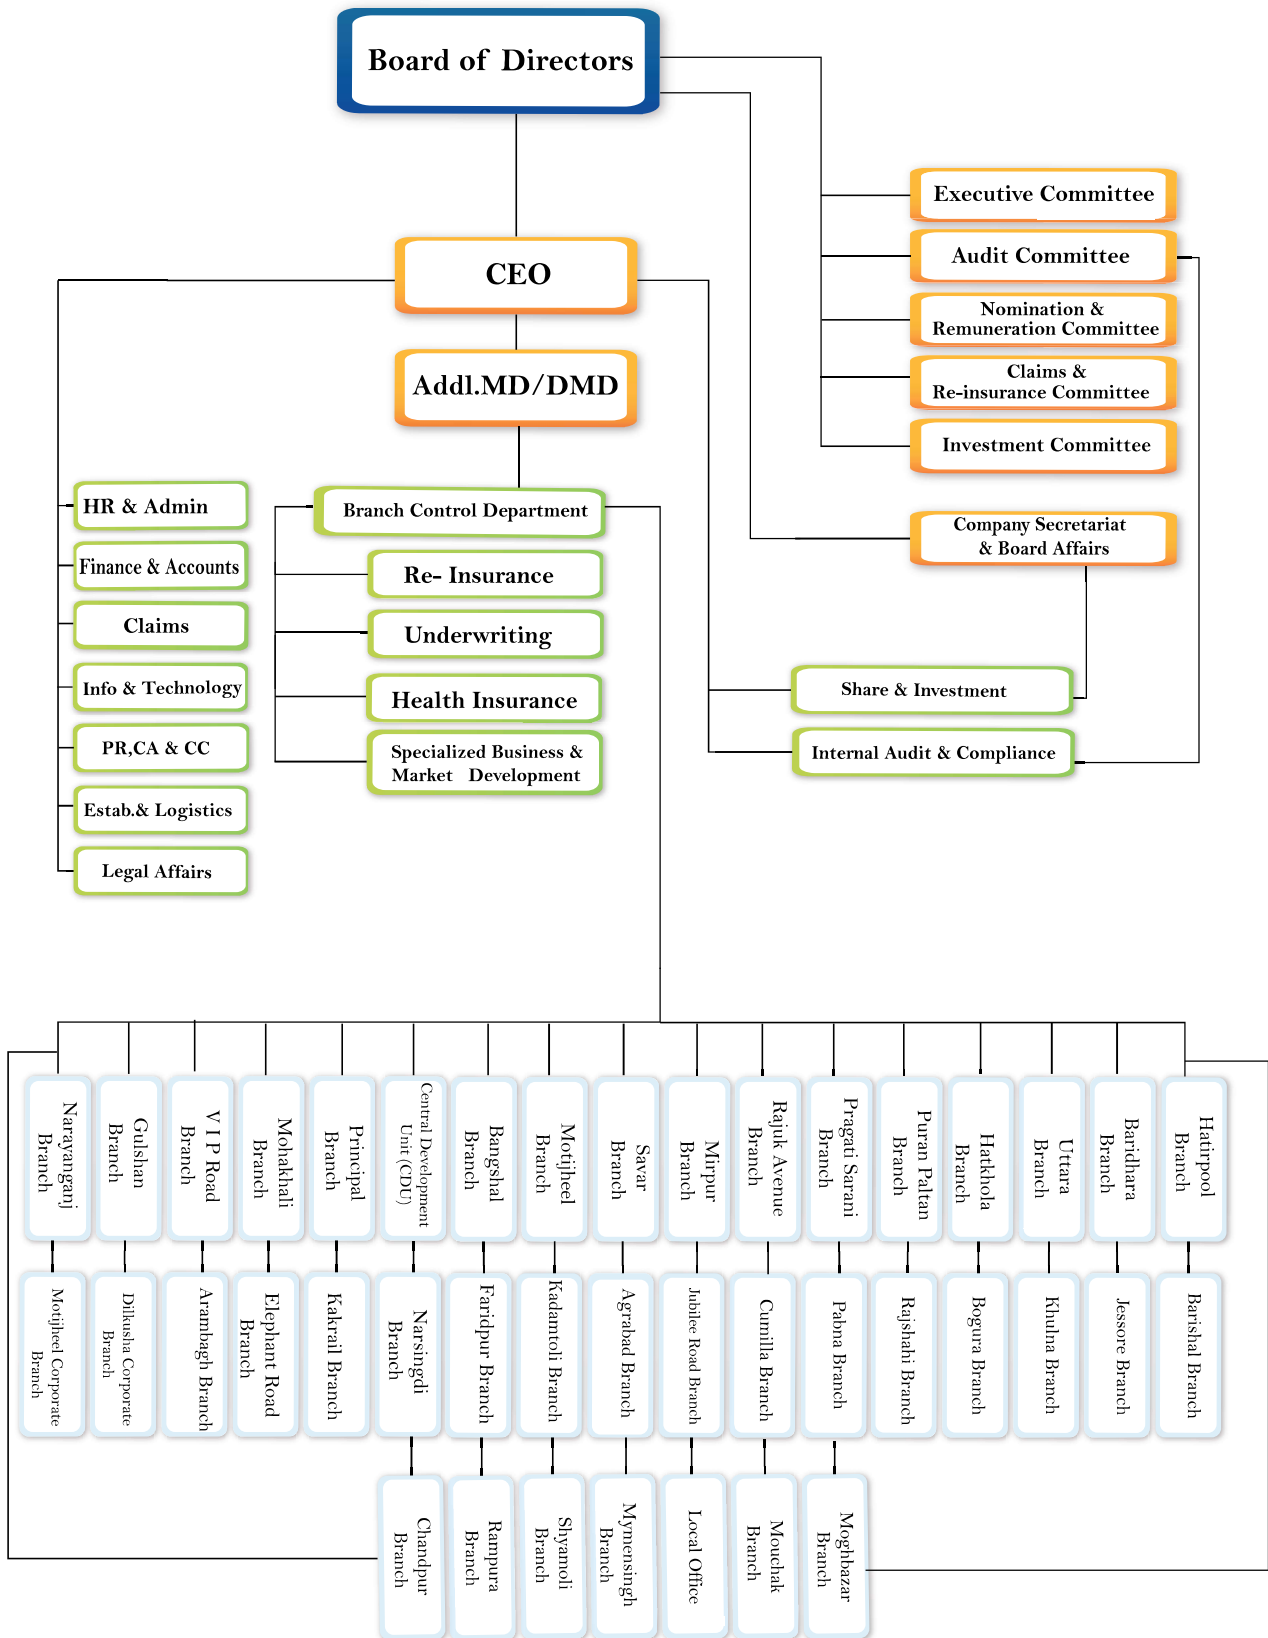 Board of Directors
Executive Committee
Audit Committee
Nomination &
Remuneration Committee
Claims &
Re-insurance Committee
Investment Committee
Company Secretariat
& Board Affairs
CEO
Addl.MD/DMD
HR & Admin
Finance & Accounts
Claims
Info & Technology
PR,CA & CC
Estab.& Logistics
Legal Affairs
Branch Control Department
Re- Insurance
Underwriting
Health Insurance
Specialized Business &
Market Development
Share & Investment
Internal Audit & Compliance
Narayanganj
Branch
Gulshan
Branch
V I P Road
Branch
Mohakhali
Branch
Principal
Branch
Central Development
Unit (CDU)
Bangshal
Branch
Motijheel
Branch
Savar
Branch
Mirpur
Branch
Rajuk Avenue
Branch
Pragati Sarani
Branch
Puran Paltan
Branch
Hatkhola
Branch
Uttara
Branch
Baridhara
Branch
Hatirpool
Branch
Motijheel Corporate
Branch
Dilkusha Corporate
Branch
Arambagh Branch
Elephant Road
Branch
Kakrail Branch
Narsingdi
Branch
Faridpur Branch
Kadamtoli Branch
Agrabad Branch
Jubilee Road Branch
Cumilla Branch
Pabna Branch
Rajshahi Branch
Bogura Branch
Khulna Branch
Jessore Branch
Barishal Branch
Chandpur
Branch
Rampura
Branch
Shyamoli
Branch
Mymensingh
Branch
Local Office
Mouchak
Branch
Moghbazar
Branch